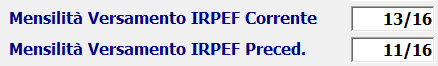 Mensilità Versamento IRPEF Corrente 13/16
Mensilità Versamento IRPEF Preced. 11/16